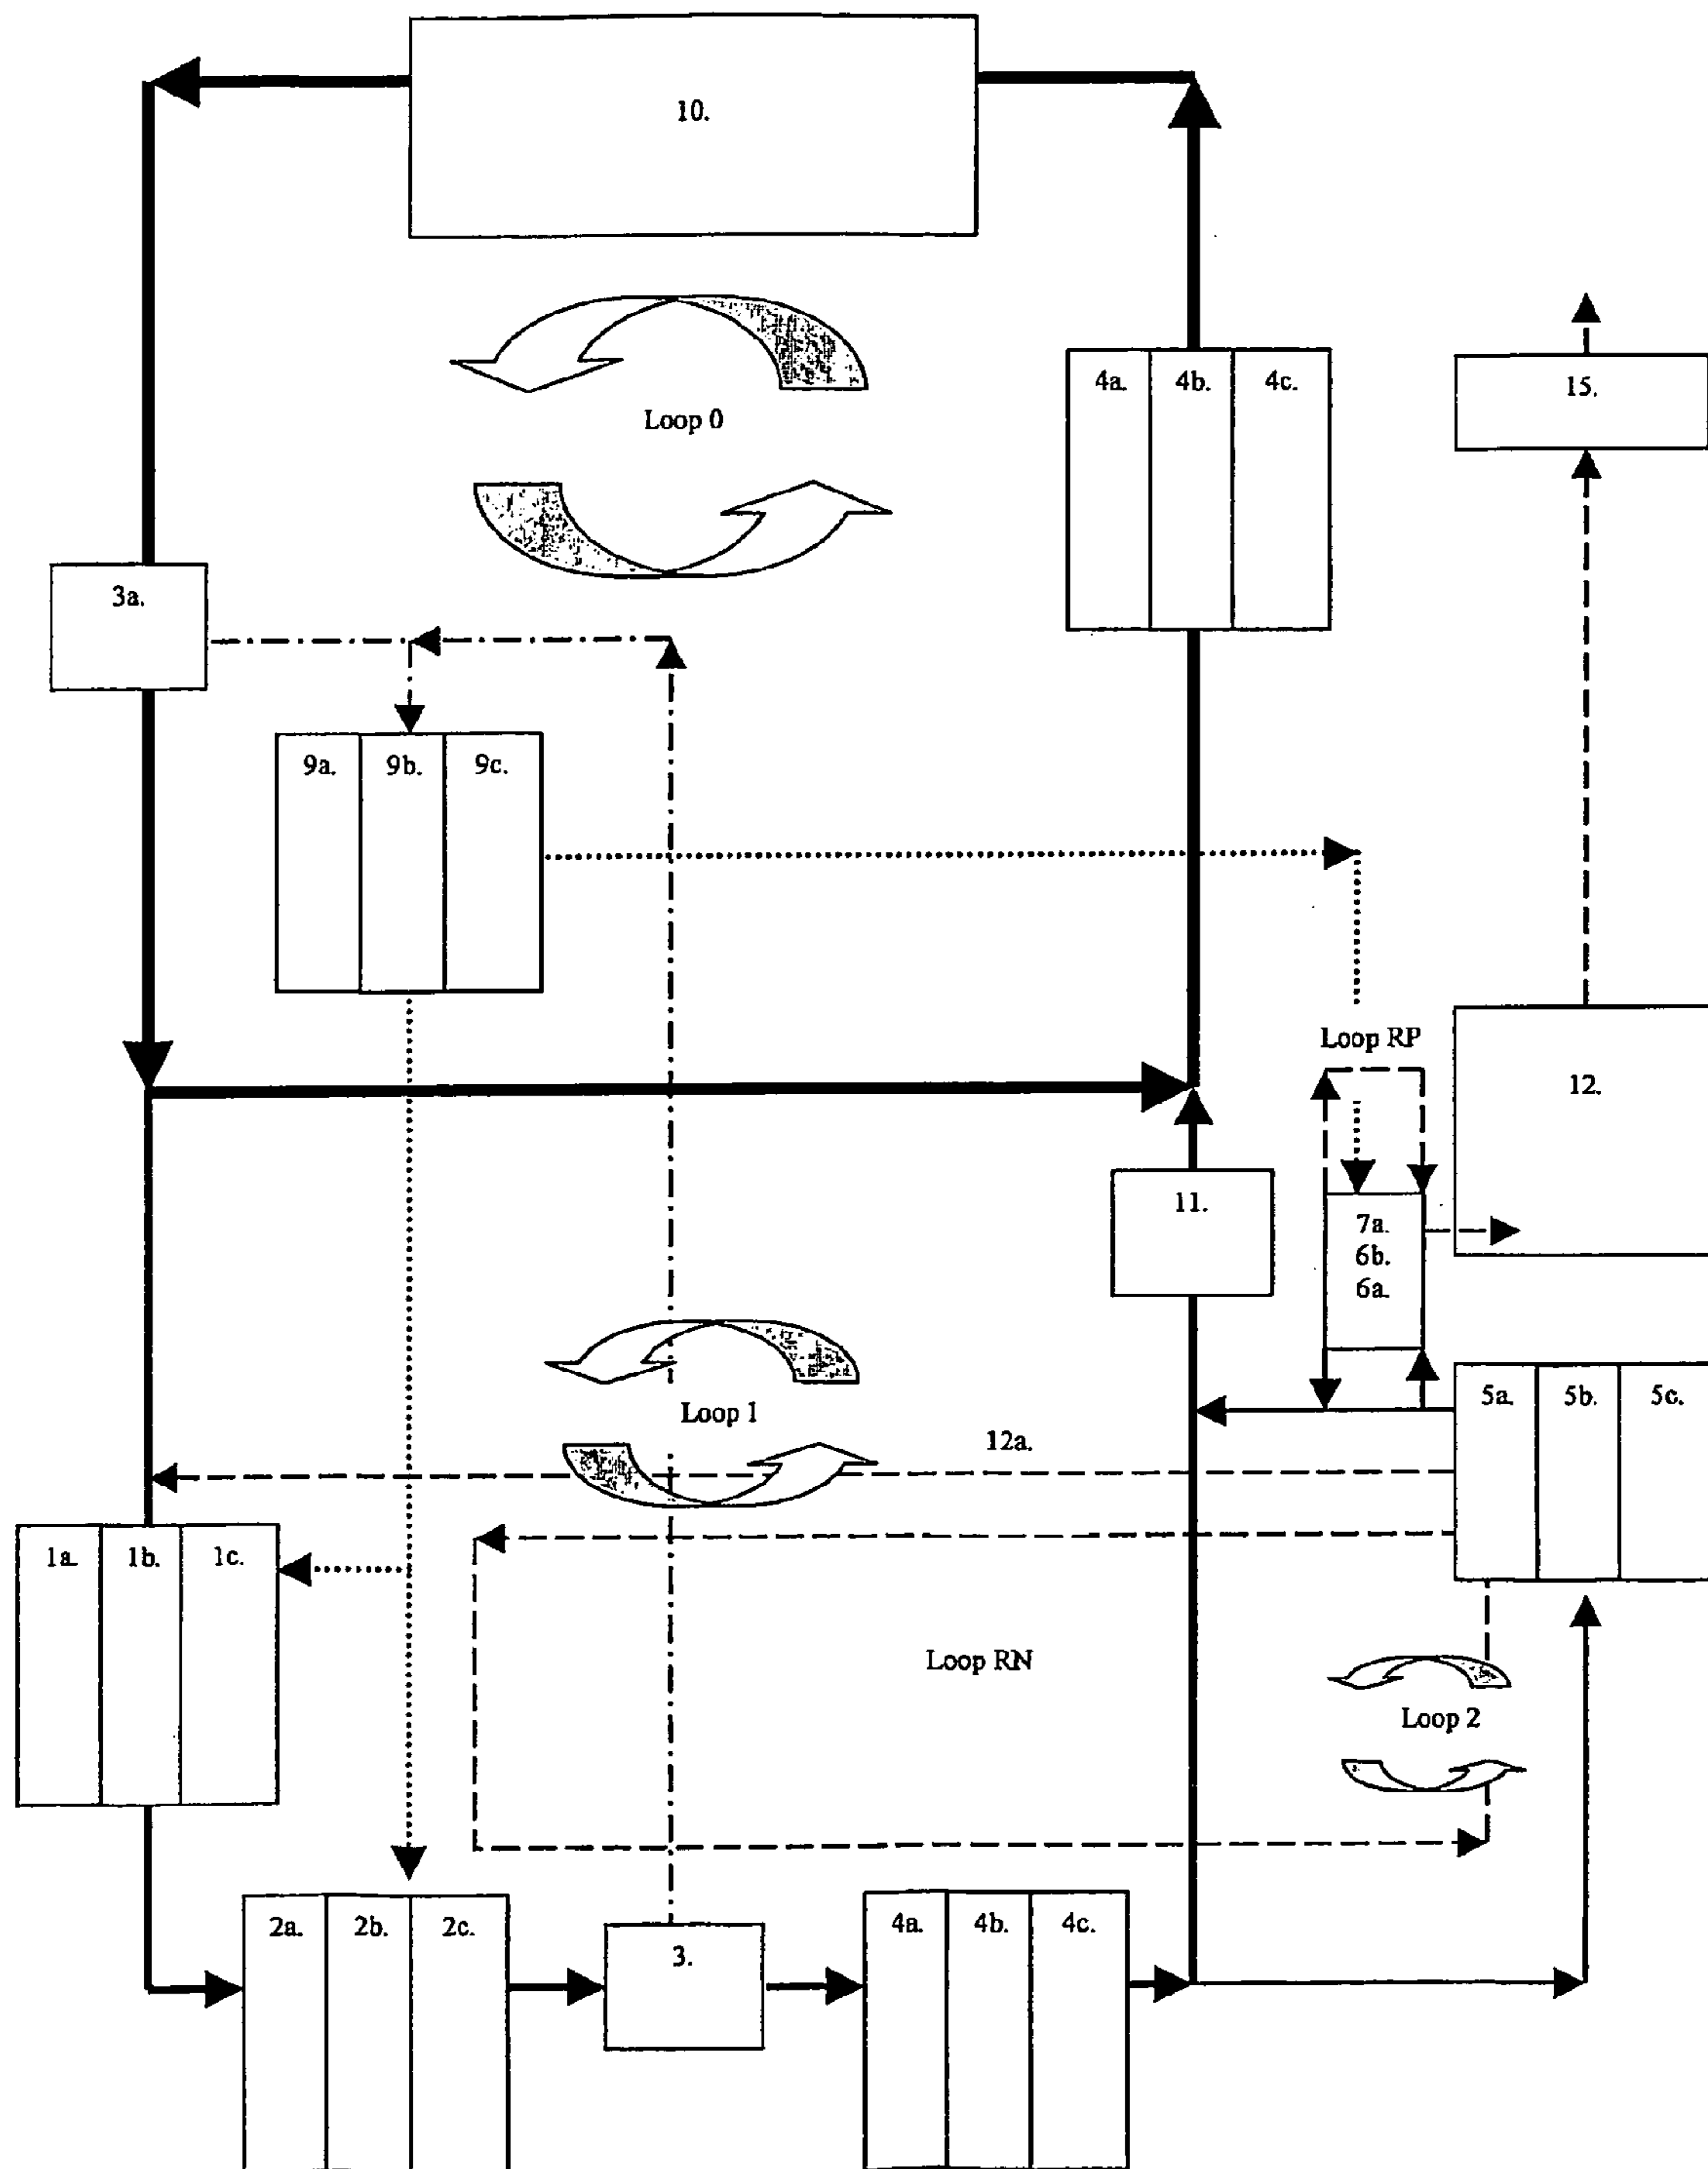 10.
4a. 4b. 4c.
15.
Loop 0
3a.
9a. 9b. 9c.
Loop RP
12.
11.
7a.
6b.
6a.
5a. 5b. 5c.
Loop 1
12a.
1a. 1b. 1c.
Loop RN
Loop 2
2a. 2b. 2c.
3.
4a. 4b. 4c.